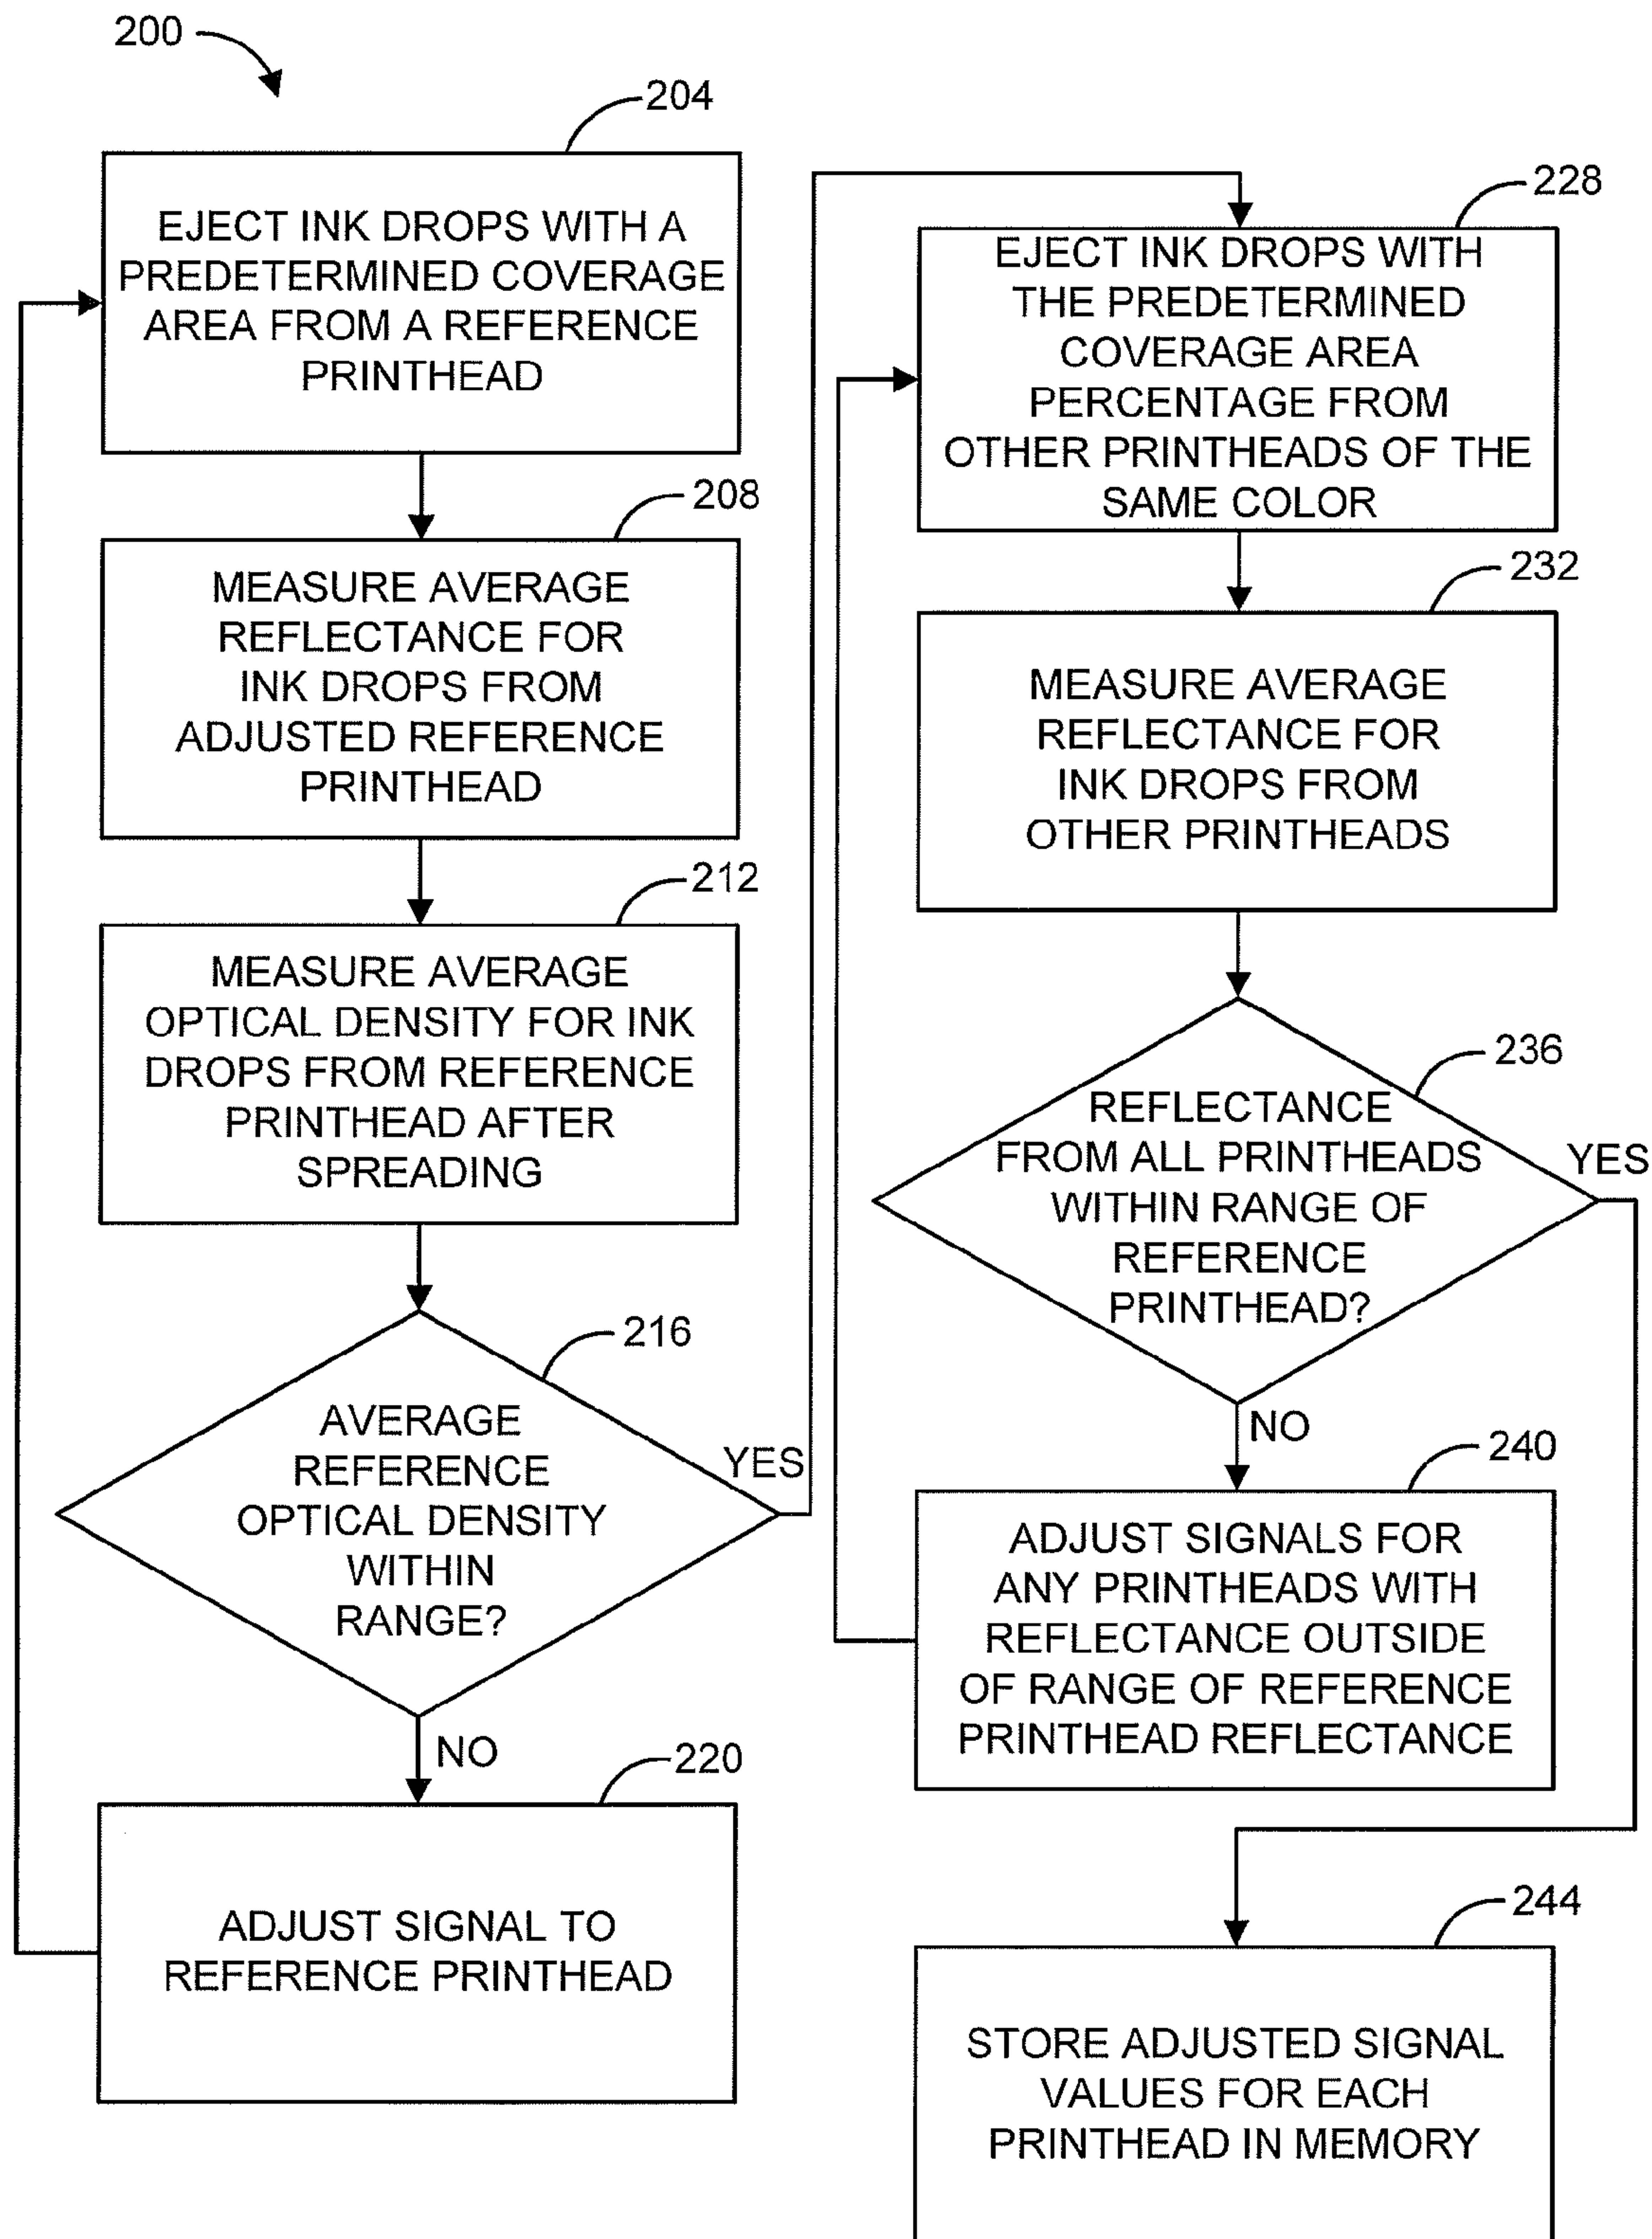 200
204
EJECT INK DROPS WITH A
PREDETERMINED COVERAGE
AREA FROM A REFERENCE
PRINTHEAD
208
MEASURE AVERAGE
REFLECTANCE FOR
INK DROPS FROM
ADJUSTED REFERENCE
PRINTHEAD
212
MEASURE AVERAGE
OPTICAL DENSITY FOR INK
DROPS FROM REFERENCE
PRINTHEAD AFTER
SPREADING
216
AVERAGE
REFERENCE
OPTICAL DENSITY
WITHIN
RANGE?
YES
NO
220
ADJUST SIGNAL TO
REFERENCE PRINTHEAD
228
EJECT INK DROPS WITH
THE PREDETERMINED
COVERAGE AREA
PERCENTAGE FROM
OTHER PRINTHEADS OF THE
SAME COLOR
232
MEASURE AVERAGE
REFLECTANCE FOR
INK DROPS FROM
OTHER PRINTHEADS
236
REFLECTANCE
FROM ALL PRINTHEADS
WITHIN RANGE OF
REFERENCE
PRINTHEAD?
YES
NO
240
ADJUST SIGNALS FOR
ANY PRINTHEADS WITH
REFLECTANCE OUTSIDE
OF RANGE OF REFERENCE
PRINTHEAD REFLECTANCE
244
STORE ADJUSTED SIGNAL
VALUES FOR EACH
PRINTHEAD IN MEMORY